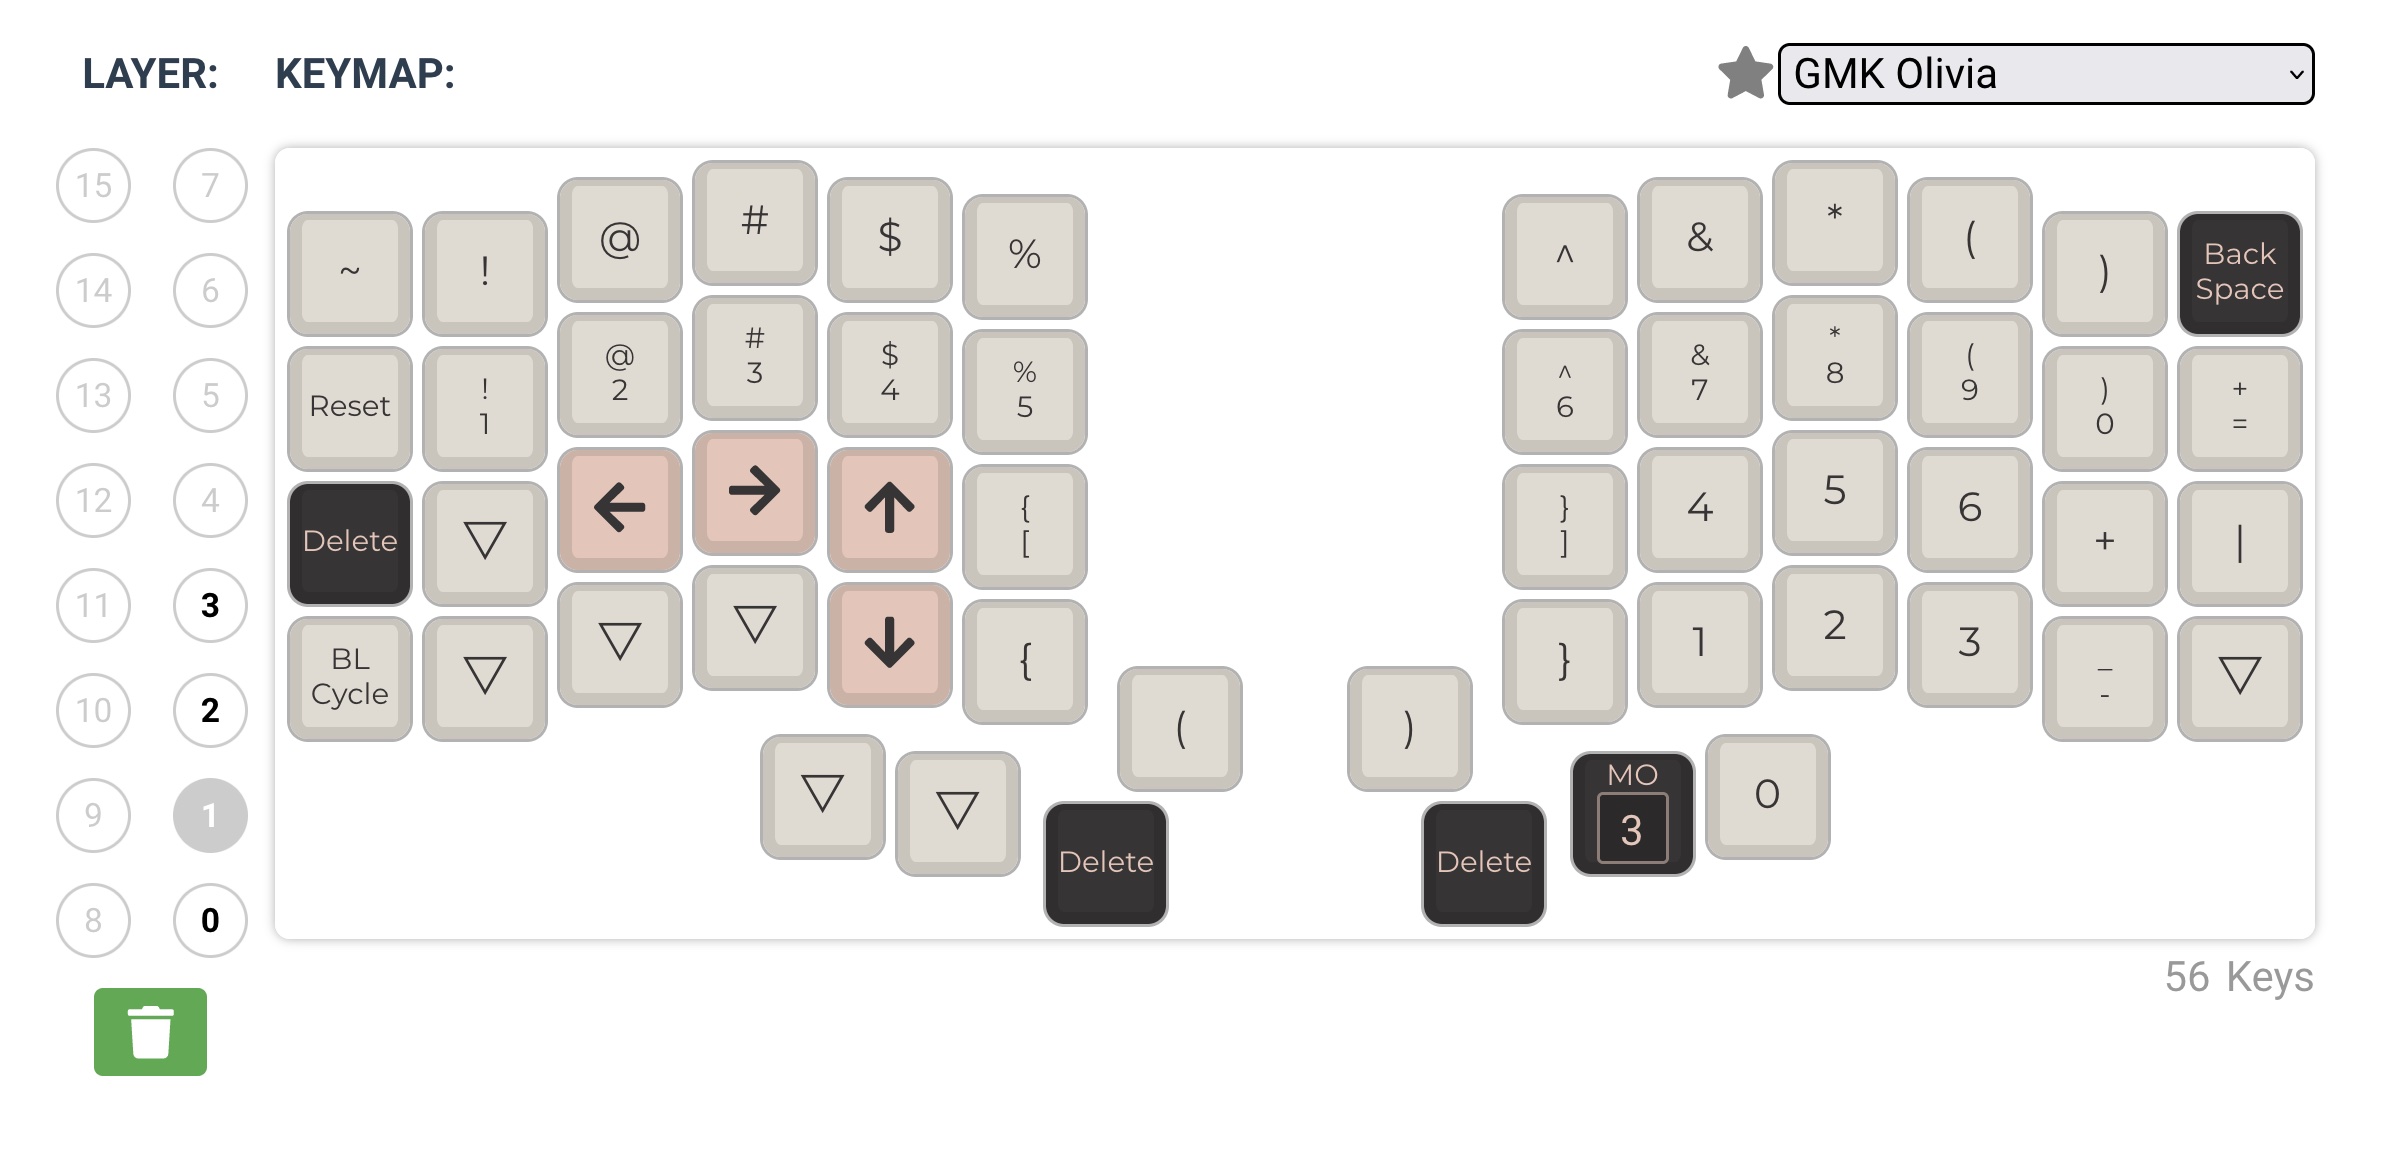 LAYER: KEYMAP: GMK Olivia
15 7
14 6
13 5
12 4
11 3
10 2
9 1
8 0
~ ! @ # $ % ^ & * ( ) Back Space
Reset ! 1 @ 2 # 3 $ 4 % 5 ^ 6 & 7 * 8 ( 9 ) 0 + =
Delete ▽ ← → ↑ { [ } ] 4 5 6 + |
BL Cycle ▽ ▽ ▽ ↓ { } 1 2 3 _ - ▽
( )
▽ ▽ Delete Delete MO 3 0
56 Keys